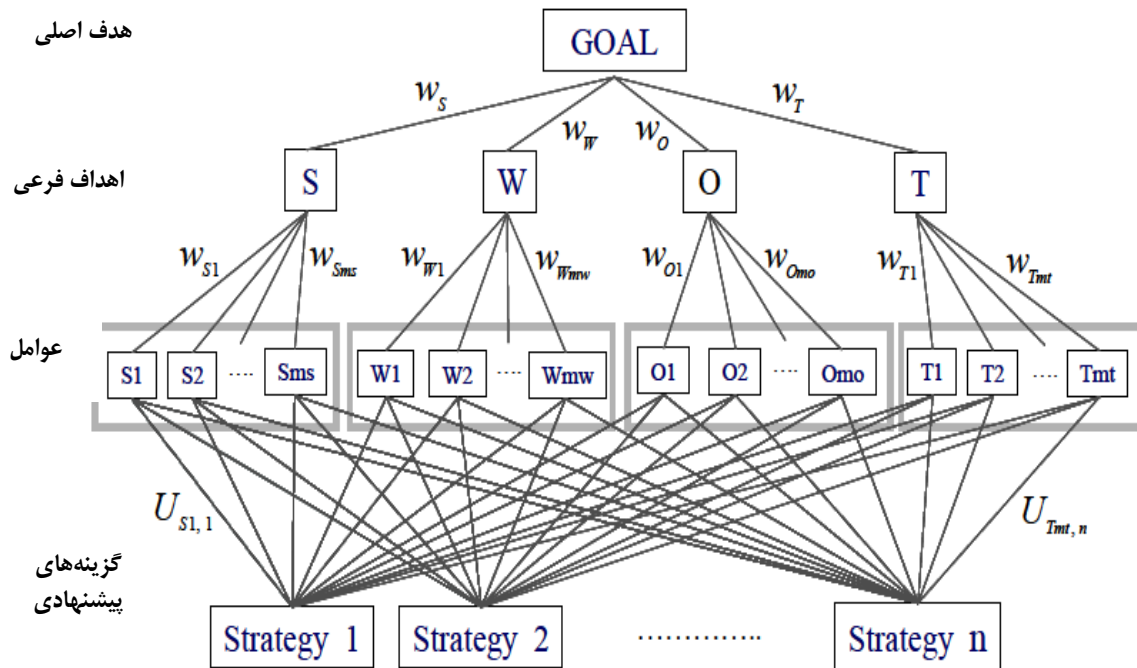 هدف اصلی
GOAL
w_S w_W w_O w_T
اهداف فرعی
S W O T
w_S1 w_Sms w_W1 w_Wmw w_O1 w_Omo w_T1 w_Tmt
عوامل
S1 S2 .... Sms W1 W2 .... Wmw O1 O2 .... Omo T1 T2 .... Tmt
U_S1, 1 U_Tmt, n
گزینه‌های
پیشنهادی
Strategy 1 Strategy 2 .............. Strategy n